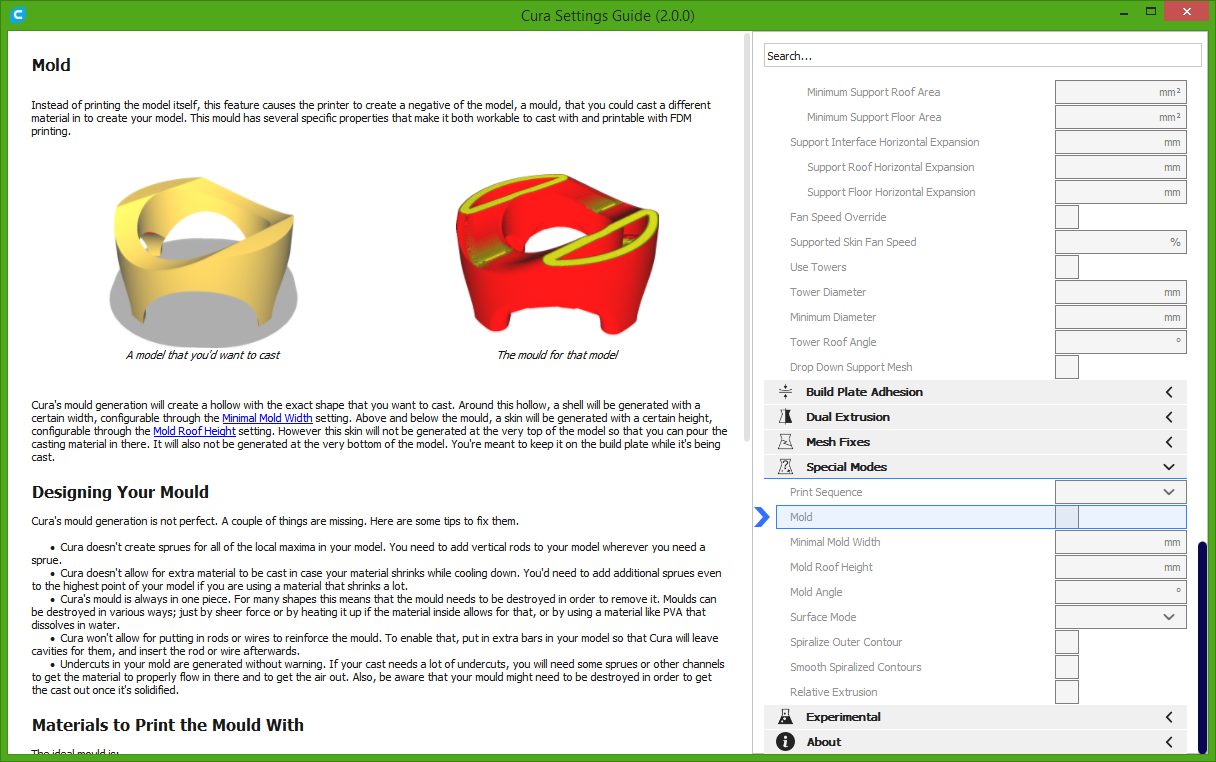 Cura Settings Guide (2.0.0)
Mold
Instead of printing the model itself, this feature causes the printer to create a negative of the model, a mould, that you could cast a different
material in to create your model. This mould has several specific properties that make it both workable to cast with and printable with FDM
printing.
A model that you'd want to cast
The mould for that model
Cura's mould generation will create a hollow with the exact shape that you want to cast. Around this hollow, a shell will be generated with a
certain width, configurable through the Minimal Mold Width setting. Above and below the mould, a skin will be generated with a certain height,
configurable through the Mold Roof Height setting. However this skin will not be generated at the very top of the model so that you can pour the
casting material in there. It will also not be generated at the very bottom of the model. You're meant to keep it on the build plate while it's being
cast.
Designing Your Mould
Cura's mould generation is not perfect. A couple of things are missing. Here are some tips to fix them.
• Cura doesn't create sprues for all of the local maxima in your model. You need to add vertical rods to your model wherever you need a
sprue.
• Cura doesn't allow for extra material to be cast in case your material shrinks while cooling down. You'd need to add additional sprues even
to the highest point of your model if you are using a material that shrinks a lot.
• Cura's mould is always in one piece. For many shapes this means that the mould needs to be destroyed in order to remove it. Moulds can
be destroyed in various ways; just by sheer force or by heating it up if the material inside allows for that, or by using a material like PVA that
dissolves in water.
• Cura won't allow for putting in rods or wires to reinforce the mould. To enable that, put in extra bars in your model so that Cura will leave
cavities for them, and insert the rod or wire afterwards.
• Undercuts in your mold are generated without warning. If your cast needs a lot of undercuts, you will need some sprues or other channels
to get the material to properly flow in there and to get the air out. Also, be aware that your mould might need to be destroyed in order to get
the cast out once it's solidified.
Materials to Print the Mould With
The ideal mould is:
Search...
Minimum Support Roof Area mm²
Minimum Support Floor Area mm²
Support Interface Horizontal Expansion mm
Support Roof Horizontal Expansion mm
Support Floor Horizontal Expansion mm
Fan Speed Override
Supported Skin Fan Speed %
Use Towers
Tower Diameter mm
Minimum Diameter mm
Tower Roof Angle °
Drop Down Support Mesh
Build Plate Adhesion
Dual Extrusion
Mesh Fixes
Special Modes
Print Sequence
Mold
Minimal Mold Width mm
Mold Roof Height mm
Mold Angle °
Surface Mode
Spiralize Outer Contour
Smooth Spiralized Contours
Relative Extrusion
Experimental
About